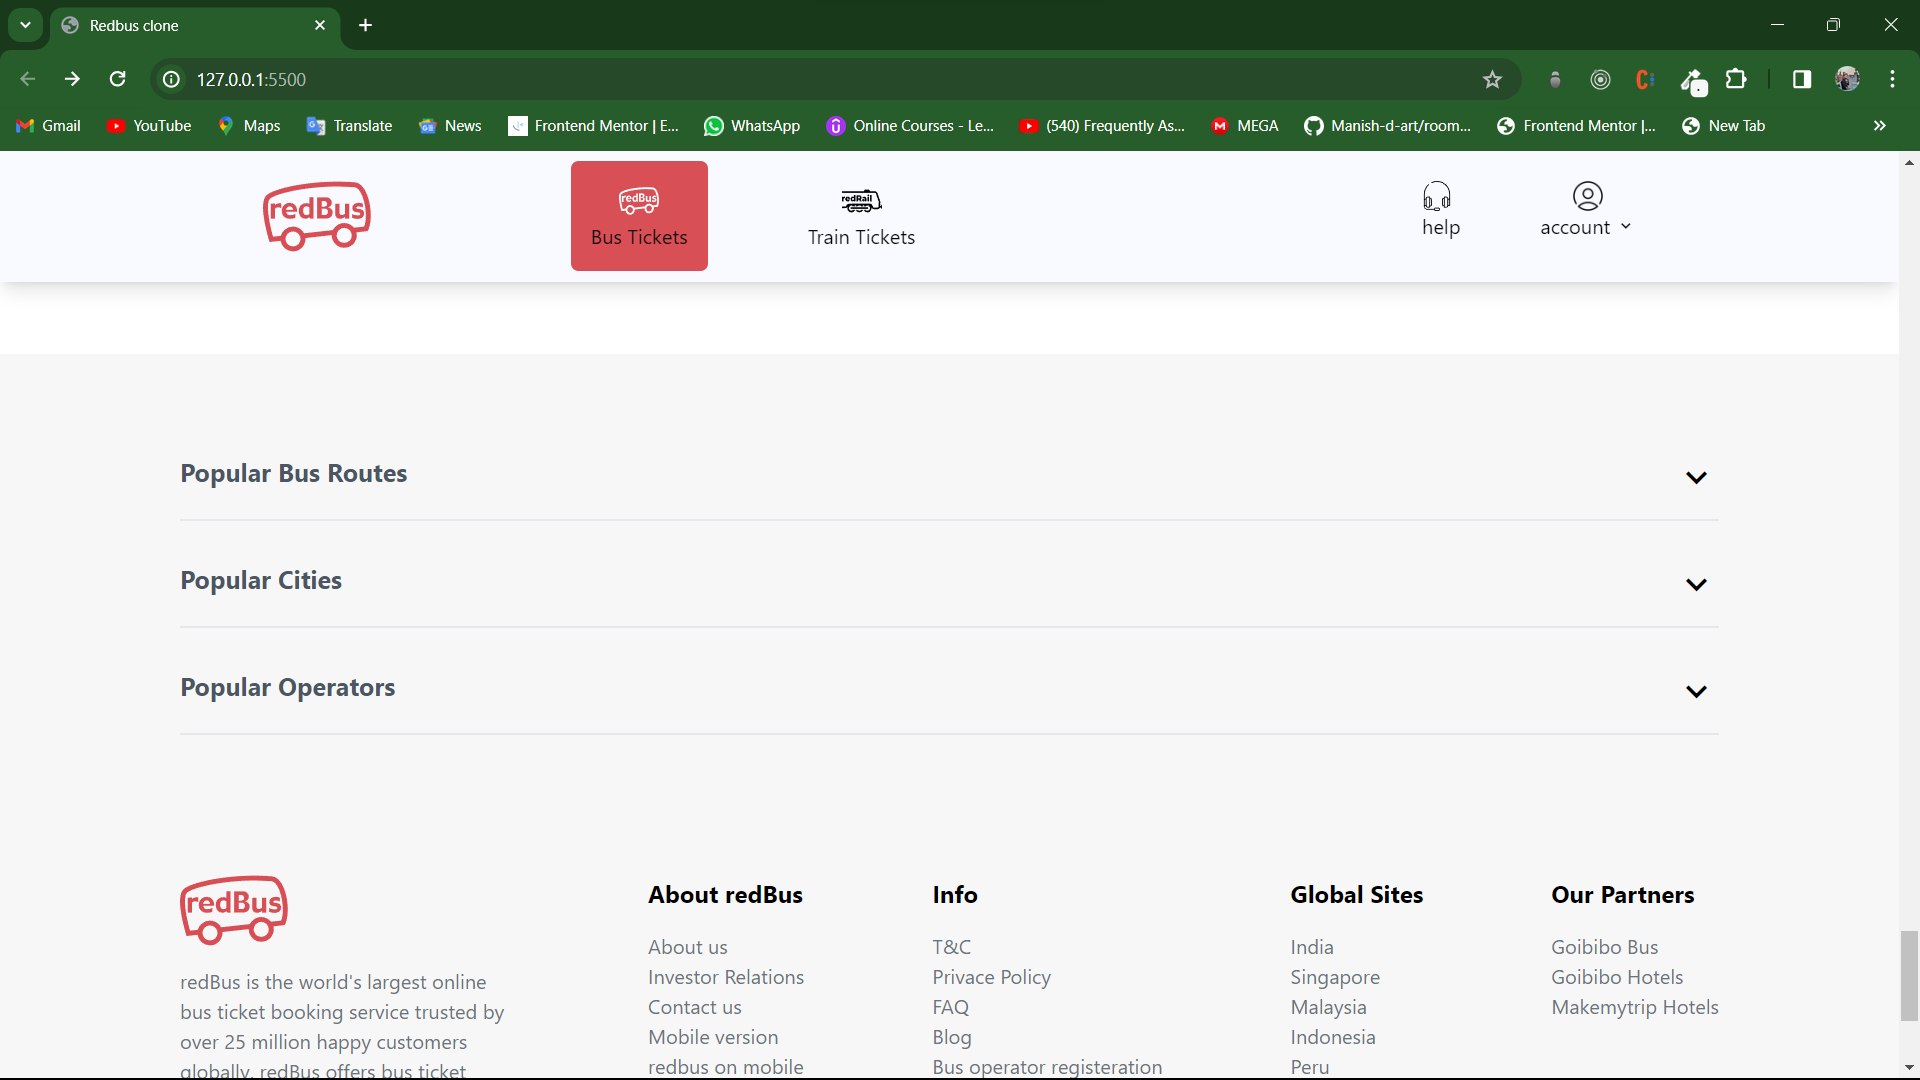 Redbus clone
127.0.0.1:5500
Gmail YouTube Maps Translate News Frontend Mentor | E... WhatsApp Online Courses - Le... (540) Frequently As... MEGA Manish-d-art/room... Frontend Mentor |... New Tab
redBus
redBus
Bus Tickets
redRail
Train Tickets
help
account
Popular Bus Routes
Popular Cities
Popular Operators
redBus
redBus is the world's largest online
bus ticket booking service trusted by
over 25 million happy customers
globally. redBus offers bus ticket
About redBus
About us
Investor Relations
Contact us
Mobile version
redbus on mobile
Info
T&C
Privace Policy
FAQ
Blog
Bus operator registeration
Global Sites
India
Singapore
Malaysia
Indonesia
Peru
Our Partners
Goibibo Bus
Goibibo Hotels
Makemytrip Hotels